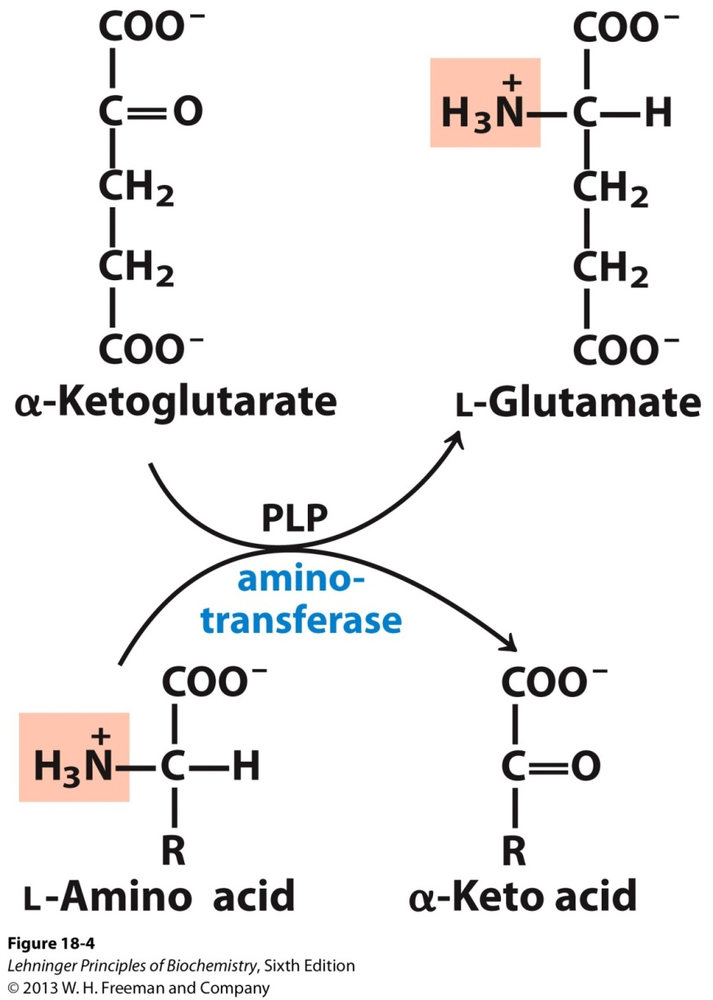 COO⁻ COO⁻
C=O H₃N⁺—C—H
CH₂ CH₂
CH₂ CH₂
COO⁻ COO⁻
α-Ketoglutarate L-Glutamate
PLP
amino-
transferase
COO⁻ COO⁻
H₃N⁺—C—H C=O
R R
L-Amino acid α-Keto acid
Figure 18-4
Lehninger Principles of Biochemistry, Sixth Edition
© 2013 W. H. Freeman and Company